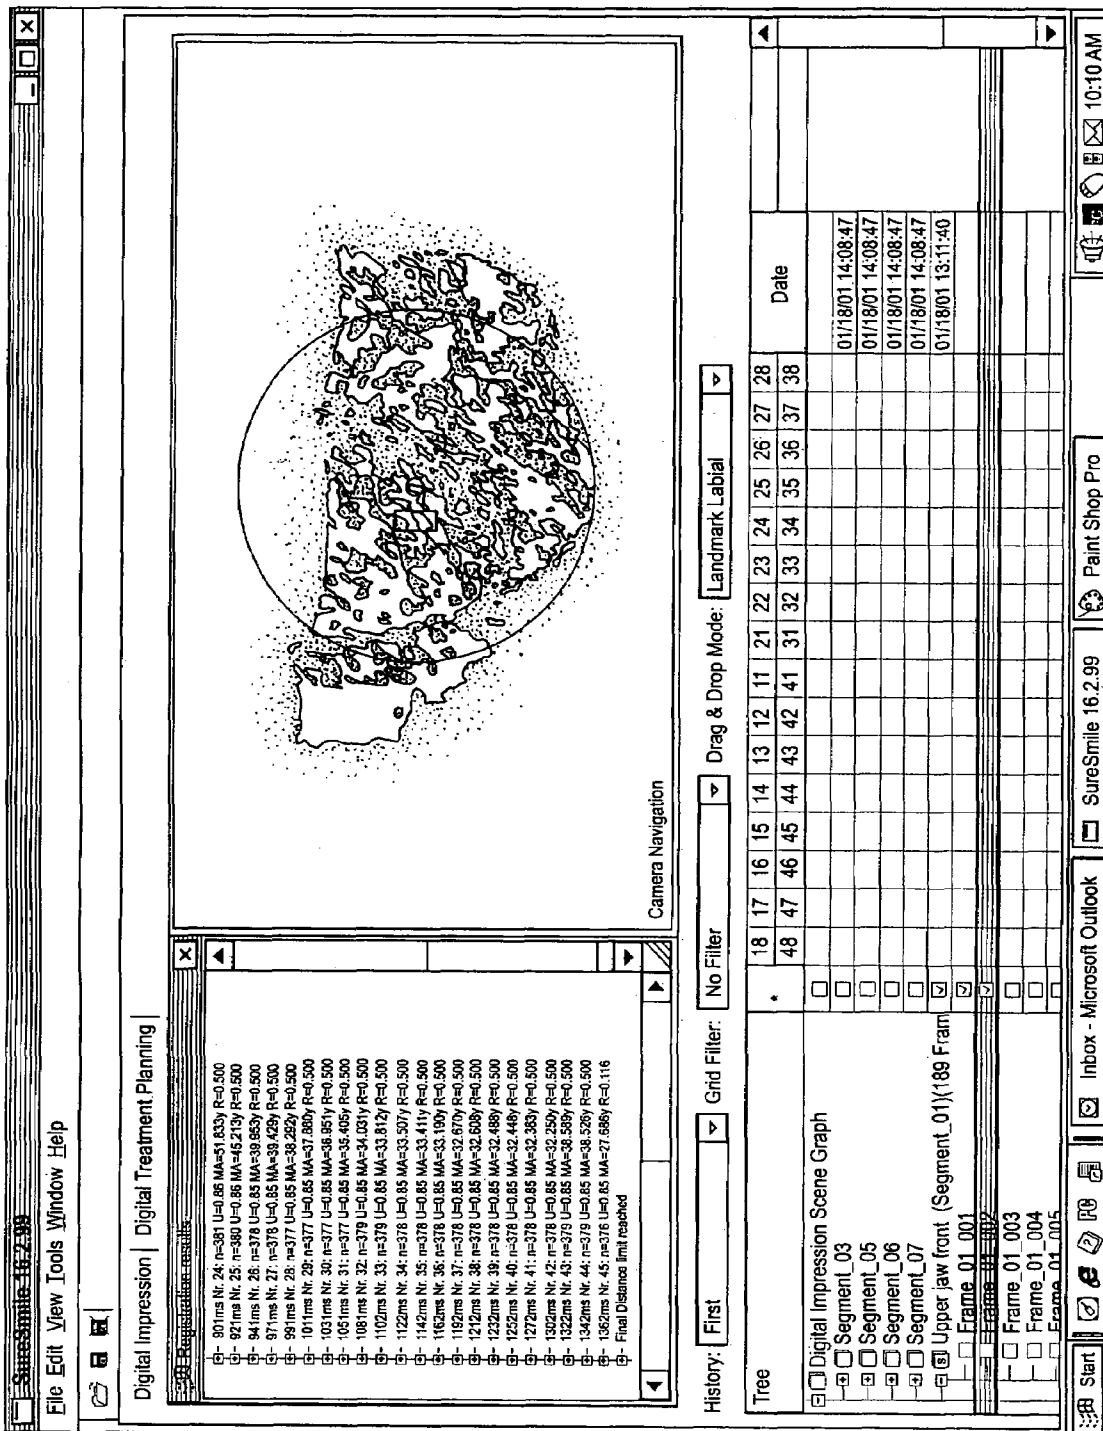 SureSmile 16.2.99
File Edit View Tools Window Help
Digital Impression Digital Treatment Planning
3D Registration results
901ms Nr. 24: n=381 U=0.86 MA=51.833y R=0.500
921ms Nr. 25: n=380 U=0.86 MA=45.213y R=0.500
941ms Nr. 26: n=378 U=0.85 MA=39.953y R=0.500
971ms Nr. 27: n=378 U=0.85 MA=39.429y R=0.500
991ms Nr. 28: n=377 U=0.85 MA=38.292y R=0.500
1011ms Nr. 29: n=377 U=0.85 MA=37.880y R=0.500
1031ms Nr. 30: n=377 U=0.85 MA=36.951y R=0.500
1051ms Nr. 31: n=377 U=0.85 MA=35.405y R=0.500
1081ms Nr. 32: n=379 U=0.85 MA=34.031y R=0.500
1102ms Nr. 33: n=379 U=0.85 MA=33.812y R=0.500
1122ms Nr. 34: n=378 U=0.85 MA=33.507y R=0.500
1142ms Nr. 35: n=378 U=0.85 MA=33.411y R=0.500
1162ms Nr. 36: n=378 U=0.85 MA=33.190y R=0.500
1192ms Nr. 37: n=378 U=0.85 MA=32.670y R=0.500
1212ms Nr. 38: n=378 U=0.85 MA=32.608y R=0.500
1232ms Nr. 39: n=378 U=0.85 MA=32.488y R=0.500
1252ms Nr. 40: n=378 U=0.85 MA=32.448y R=0.500
1272ms Nr. 41: n=378 U=0.85 MA=32.383y R=0.500
1302ms Nr. 42: n=378 U=0.85 MA=32.250y R=0.500
1322ms Nr. 43: n=379 U=0.85 MA=38.589y R=0.500
1342ms Nr. 44: n=379 U=0.85 MA=38.526y R=0.500
1362ms Nr. 45: n=376 U=0.85 MA=27.686y R=0.116
Final Distance limit reached
Camera Navigation
History: First Grid Filter: No Filter Drag & Drop Mode: Landmark Labial
Tree * 18 17 16 15 14 13 12 11 21 22 23 24 25 26 27 28 Date
48 47 46 45 44 43 42 41 31 32 33 34 35 36 37 38
Digital Impression Scene Graph
Segment_03 01/18/01 14:08:47
Segment_05 01/18/01 14:08:47
Segment_06 01/18/01 14:08:47
Segment_07 01/18/01 14:08:47
Upper jaw front (Segment_01)(189 Fram 01/18/01 13:11:40
Frame_01_001
Frame_01_002
Frame_01_003
Frame_01_004
Frame_01_005
Start Inbox - Microsoft Outlook SureSmile 16.2.99 Paint Shop Pro 10:10 AM